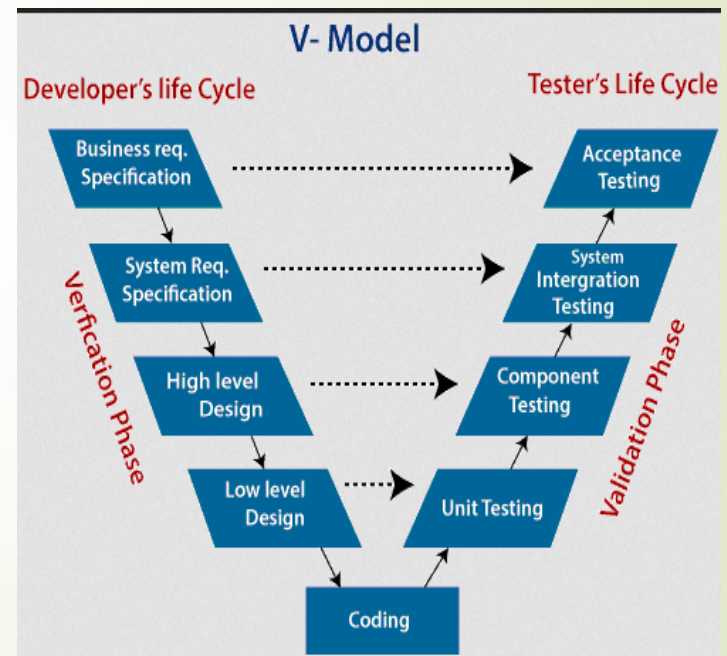 V- Model
Developer's life Cycle
Tester's Life Cycle
Business req.
Specification
Acceptance
Testing
System Req.
Specification
System
Intergration
Testing
Verfication Phase
Validation Phase
High level
Design
Component
Testing
Low level
Design
Unit Testing
Coding